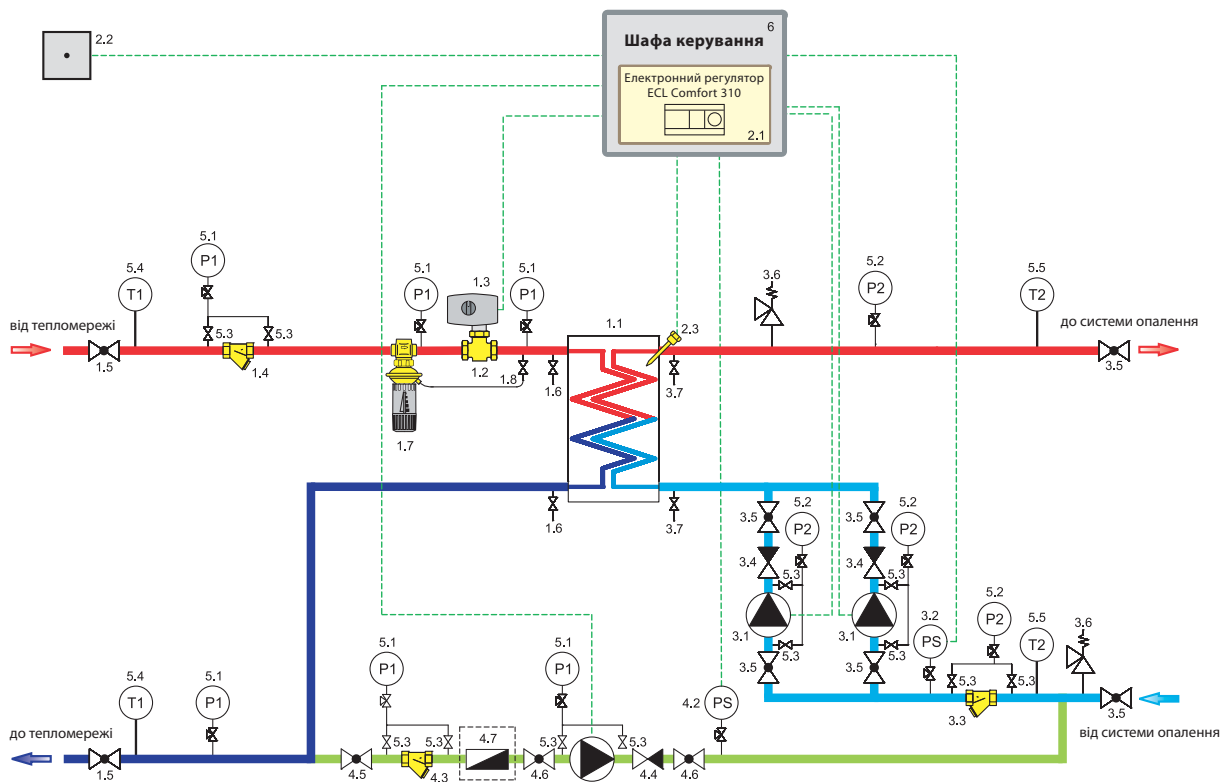 6
Шафа керування
2.2
Електронний регулятор
ECL Comfort 310
2.1
5.1
P1
5.4
T1
5.3
5.3
від тепломережі
1.5
1.4
5.1
P1
1.3
5.1
P1
1.2
1.8
1.7
1.6
1.1
2.3
3.7
3.6
5.2
P2
5.5
T2
до системи опалення
3.5
1.6
3.7
3.5
5.2
P2
3.4
5.3
3.1
5.3
3.5
3.5
5.2
P2
3.4
5.3
3.1
5.3
3.5
3.2
PS
5.2
P2
5.3
5.3
3.3
5.5
T2
3.6
3.5
від системи опалення
5.4
T1
5.1
P1
до тепломережі
1.5
5.1
P1
5.3
5.3
4.5
4.3
4.7
4.6
5.1
P1
5.3
5.3
4.4
4.6
4.2
PS